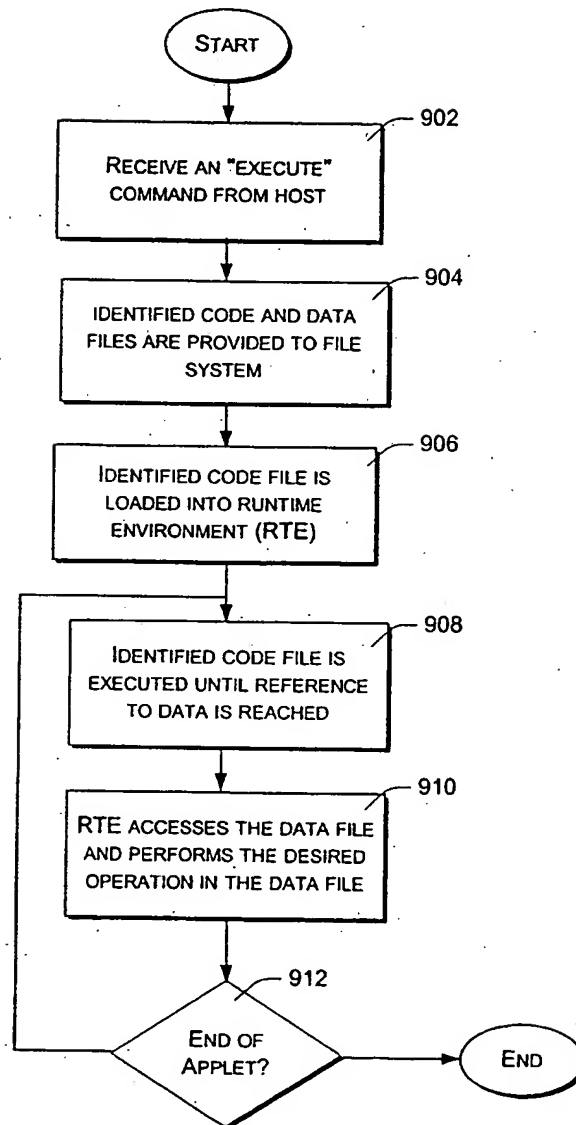 START
902
RECEIVE AN "EXECUTE"
COMMAND FROM HOST
904
IDENTIFIED CODE AND DATA
FILES ARE PROVIDED TO FILE
SYSTEM
906
IDENTIFIED CODE FILE IS
LOADED INTO RUNTIME
ENVIRONMENT (RTE)
908
IDENTIFIED CODE FILE IS
EXECUTED UNTIL REFERENCE
TO DATA IS REACHED
910
RTE ACCESSES THE DATA FILE
AND PERFORMS THE DESIRED
OPERATION IN THE DATA FILE
912
END OF
APPLET?
END